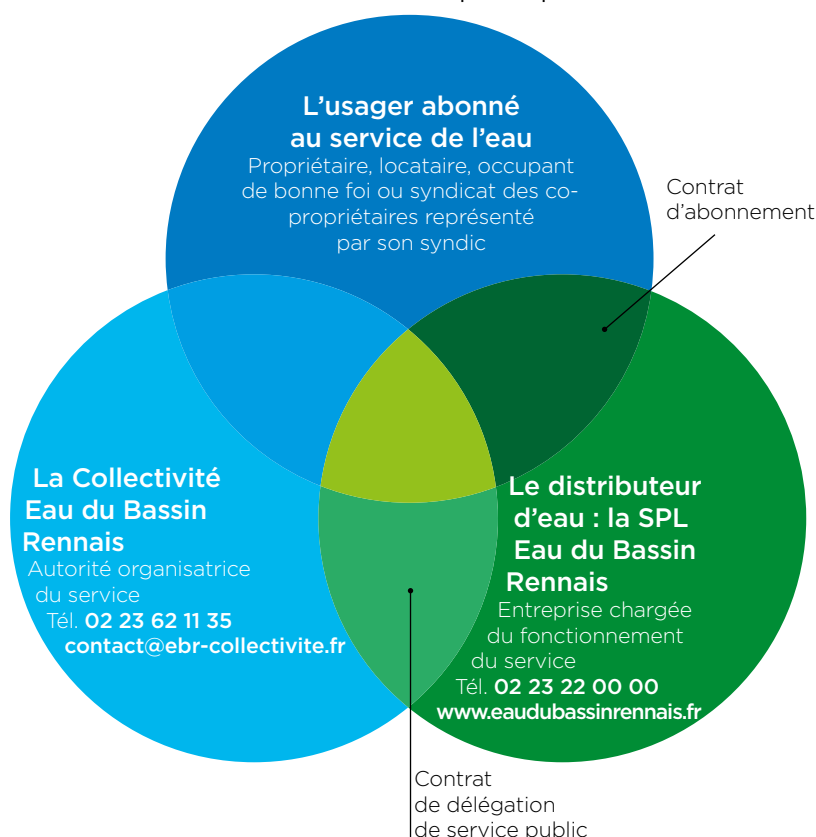 L'usager abonné
au service de l'eau
Propriétaire, locataire, occupant
de bonne foi ou syndicat des co-
propriétaires représenté
par son syndic
Contrat
d'abonnement
La Collectivité
Eau du Bassin
Rennais
Autorité organisatrice
du service
Tél. 02 23 62 11 35
contact@ebr-collectivite.fr
Le distributeur
d'eau : la SPL
Eau du Bassin
Rennais
Entreprise chargée
du fonctionnement
du service
Tél. 02 23 22 00 00
www.eaudubassinrennais.fr
Contrat
de délégation
de service public